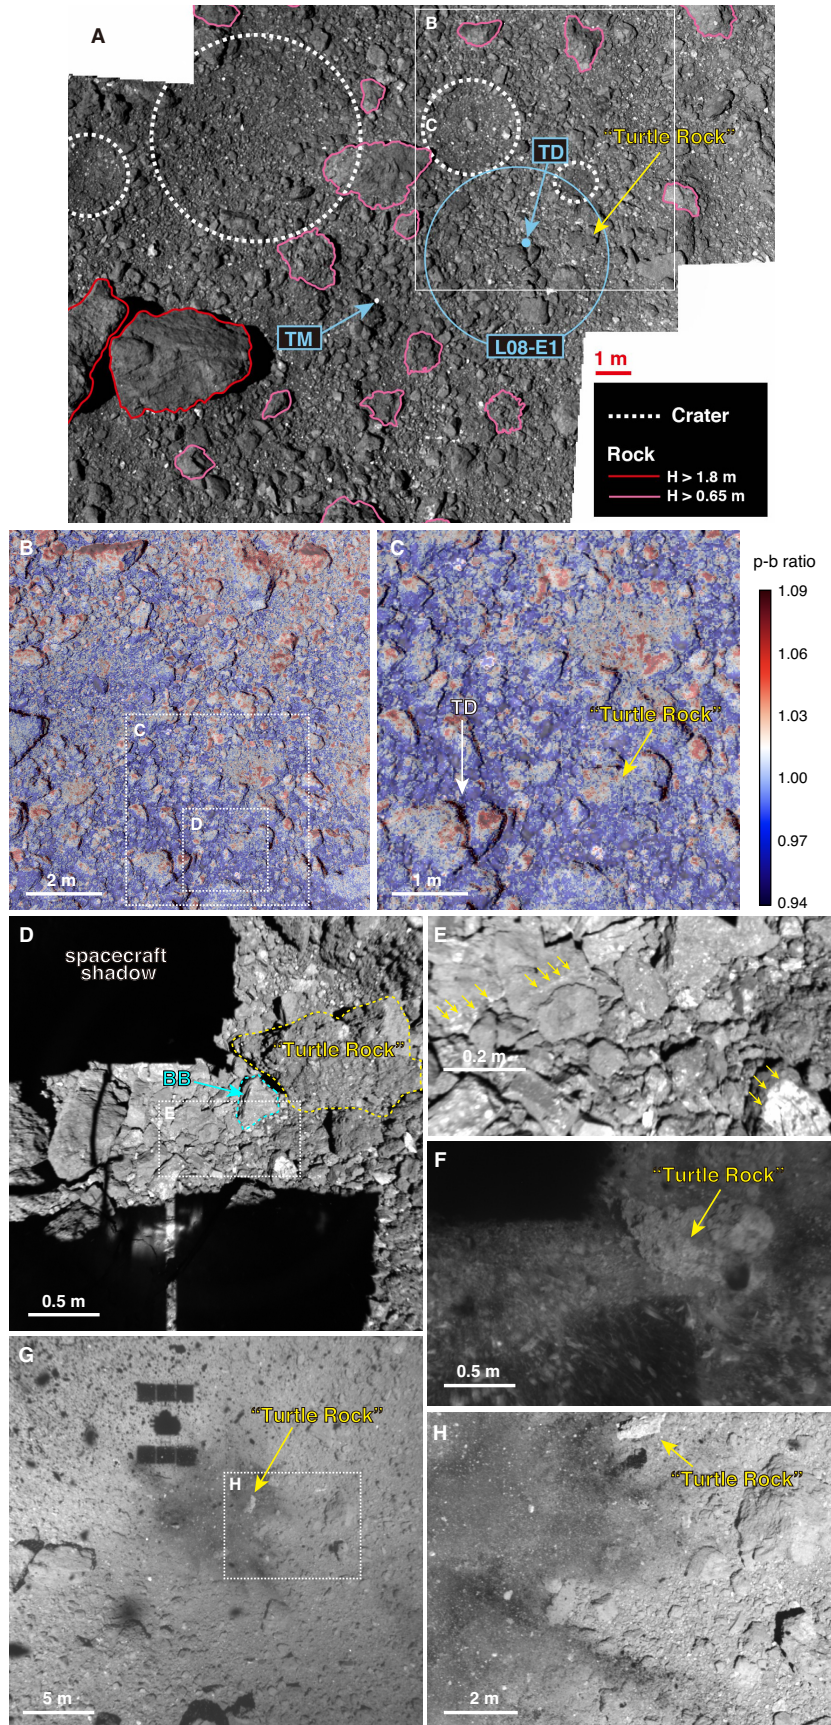 A
B
C
“Turtle Rock”
TD
TM
L08-E1
1 m
Crater
Rock
H > 1.8 m
H > 0.65 m
B
C
D
2 m
C
TD
“Turtle Rock”
1 m
p-b ratio
1.09
1.06
1.03
1.00
0.97
0.94
D
spacecraft
shadow
“Turtle Rock”
BB
E
0.5 m
E
0.2 m
F
“Turtle Rock”
0.5 m
G
“Turtle Rock”
H
5 m
H
“Turtle Rock”
2 m